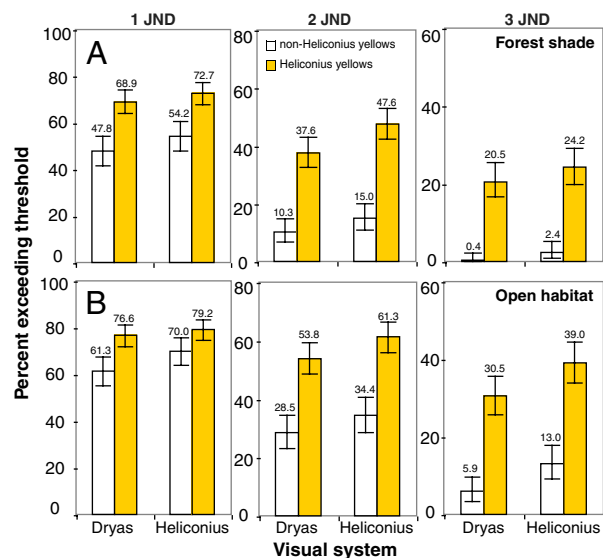 1 JND 2 JND 3 JND
A
non-Heliconius yellows
Heliconius yellows
Forest shade
100
80
60
40
20
0
80
60
40
20
0
60
40
20
0
47.8 68.9 54.2 72.7
10.3 37.6 15.0 47.6
0.4 20.5 2.4 24.2
B
Open habitat
100
80
60
40
20
0
80
60
40
20
0
60
40
20
0
61.3 76.6 70.0 79.2
28.5 53.8 34.4 61.3
5.9 30.5 13.0 39.0
Percent exceeding threshold
Dryas Heliconius Dryas Heliconius Dryas Heliconius
Visual system